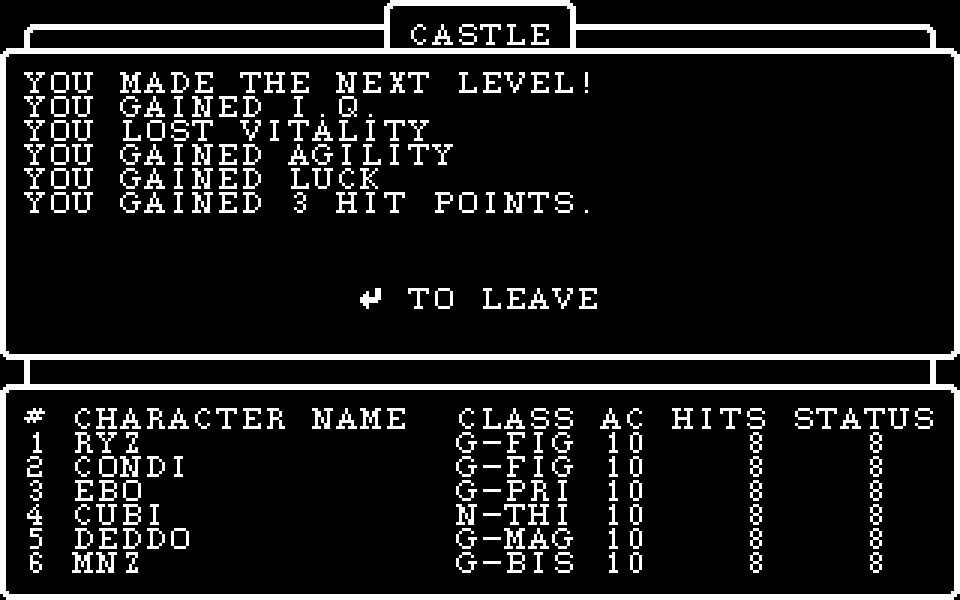 CASTLE
YOU MADE THE NEXT LEVEL!
YOU GAINED I.Q.
YOU LOST VITALITY
YOU GAINED AGILITY
YOU GAINED LUCK
YOU GAINED 3 HIT POINTS.
↵ TO LEAVE
# CHARACTER NAME CLASS AC HITS STATUS
1 RYZ G-FIG 10 8 8
2 CONDI G-FIG 10 8 8
3 EBO G-PRI 10 8 8
4 CUBI N-THI 10 8 8
5 DEDDO G-MAG 10 8 8
6 MNZ G-BIS 10 8 8